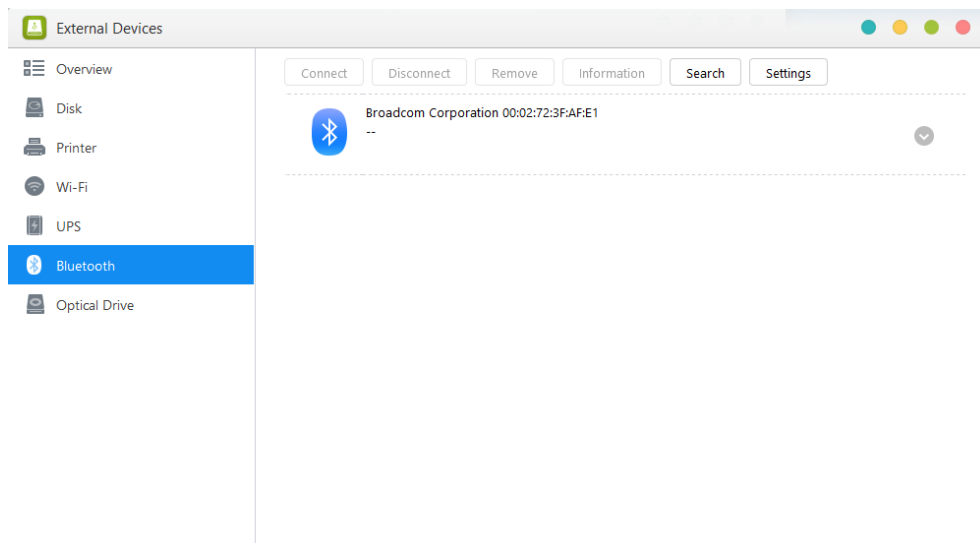 External Devices
Overview
Disk
Printer
Wi-Fi
UPS
Bluetooth
Optical Drive
Connect Disconnect Remove Information Search Settings
Broadcom Corporation 00:02:72:3F:AF:E1
--